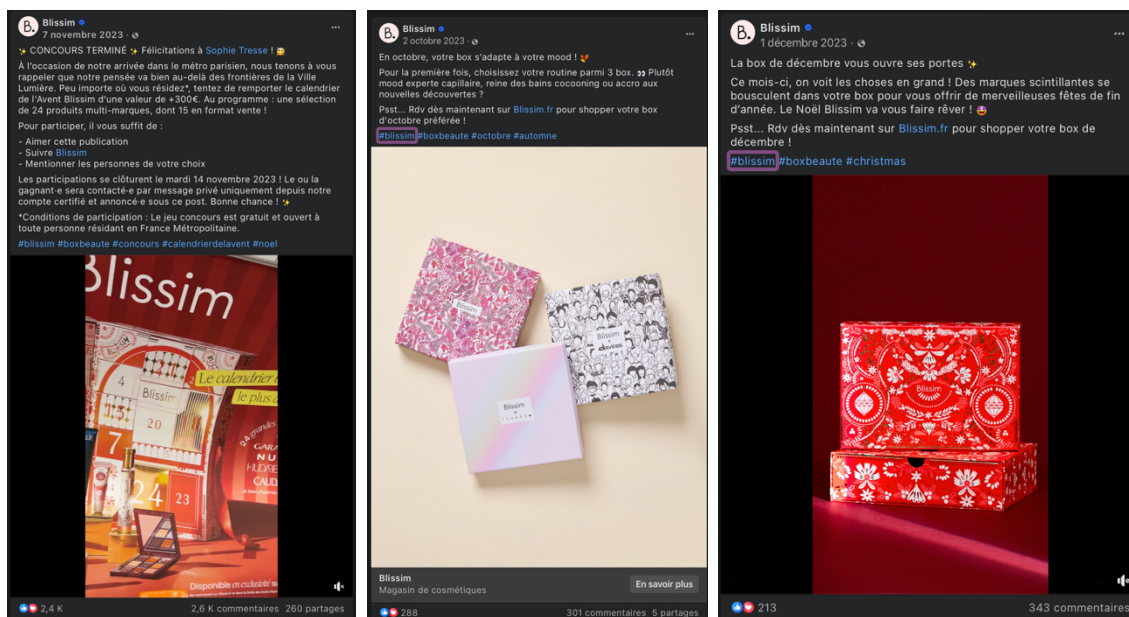 Blissim
7 novembre 2023
✨ CONCOURS TERMINÉ ✨ Félicitations à Sophie Tresse ! 🥰
À l'occasion de notre arrivée dans le métro parisien, nous tenons à vous
rappeler que notre pensée va bien au-delà des frontières de la Ville
Lumière. Peu importe où vous résidez*, tentez de remporter le calendrier
de l'Avent Blissim d'une valeur de +300€. Au programme : une sélection
de 24 produits multi-marques, dont 15 en format vente !
Pour participer, il vous suffit de :
- Aimer cette publication
- Suivre Blissim
- Mentionner les personnes de votre choix
Les participations se clôturent le mardi 14 novembre 2023 ! Le ou la
gagnant·e sera contacté·e par message privé uniquement depuis notre
compte certifié et annoncé·e sous ce post. Bonne chance ! ✨
*Conditions de participation : Le jeu concours est gratuit et ouvert à
toute personne résidant en France Métropolitaine.
#blissim #boxbeaute #concours #calendrierdelavent #noel
Blissim
Le calendrier
le plus
4
2
Blissim
13
20
7
24
23
24 grandes
GARA
NU
HUD
CAUD
Disponible en exclusivité
2,4 K
2,6 K commentaires 260 partages
B.
Blissim
2 octobre 2023
En octobre, votre box s'adapte à votre mood ! 🍂
Pour la première fois, choisissez votre routine parmi 3 box. 👀 Plutôt
mood experte capillaire, reine des bains cocooning ou accro aux
nouvelles découvertes ?
Psst... Rdv dès maintenant sur Blissim.fr pour shopper votre box
d'octobre préférée !
#blissim #boxbeaute #octobre #automne
Blissim
Blissim
davines
Blissim
Blissim
Magasin de cosmétiques
En savoir plus
288
301 commentaires 5 partages
B.
Blissim
1 décembre 2023
La box de décembre vous ouvre ses portes ✨
Ce mois-ci, on voit les choses en grand ! Des marques scintillantes se
bousculent dans votre box pour vous offrir de merveilleuses fêtes de fin
d'année. Le Noël Blissim va vous faire rêver ! 🤩
Psst... Rdv dès maintenant sur Blissim.fr pour shopper votre box de
décembre !
#blissim #boxbeaute #christmas
Blissim
213
343 commentaires